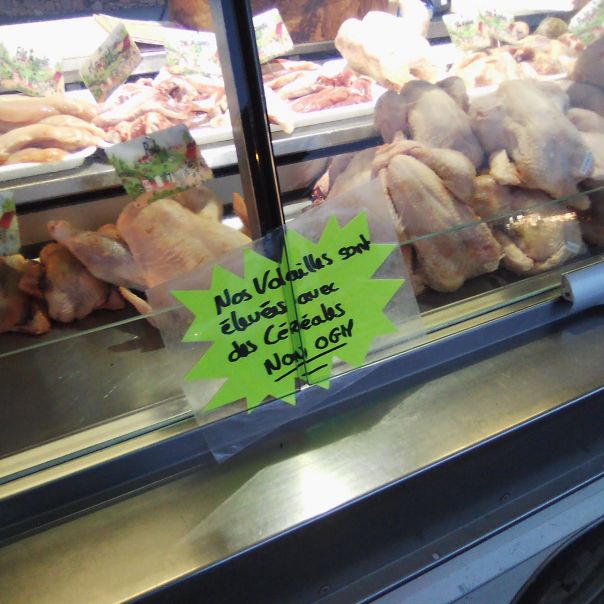 Nos Volailles sont
élevées avec
des Céréales
NON OGM